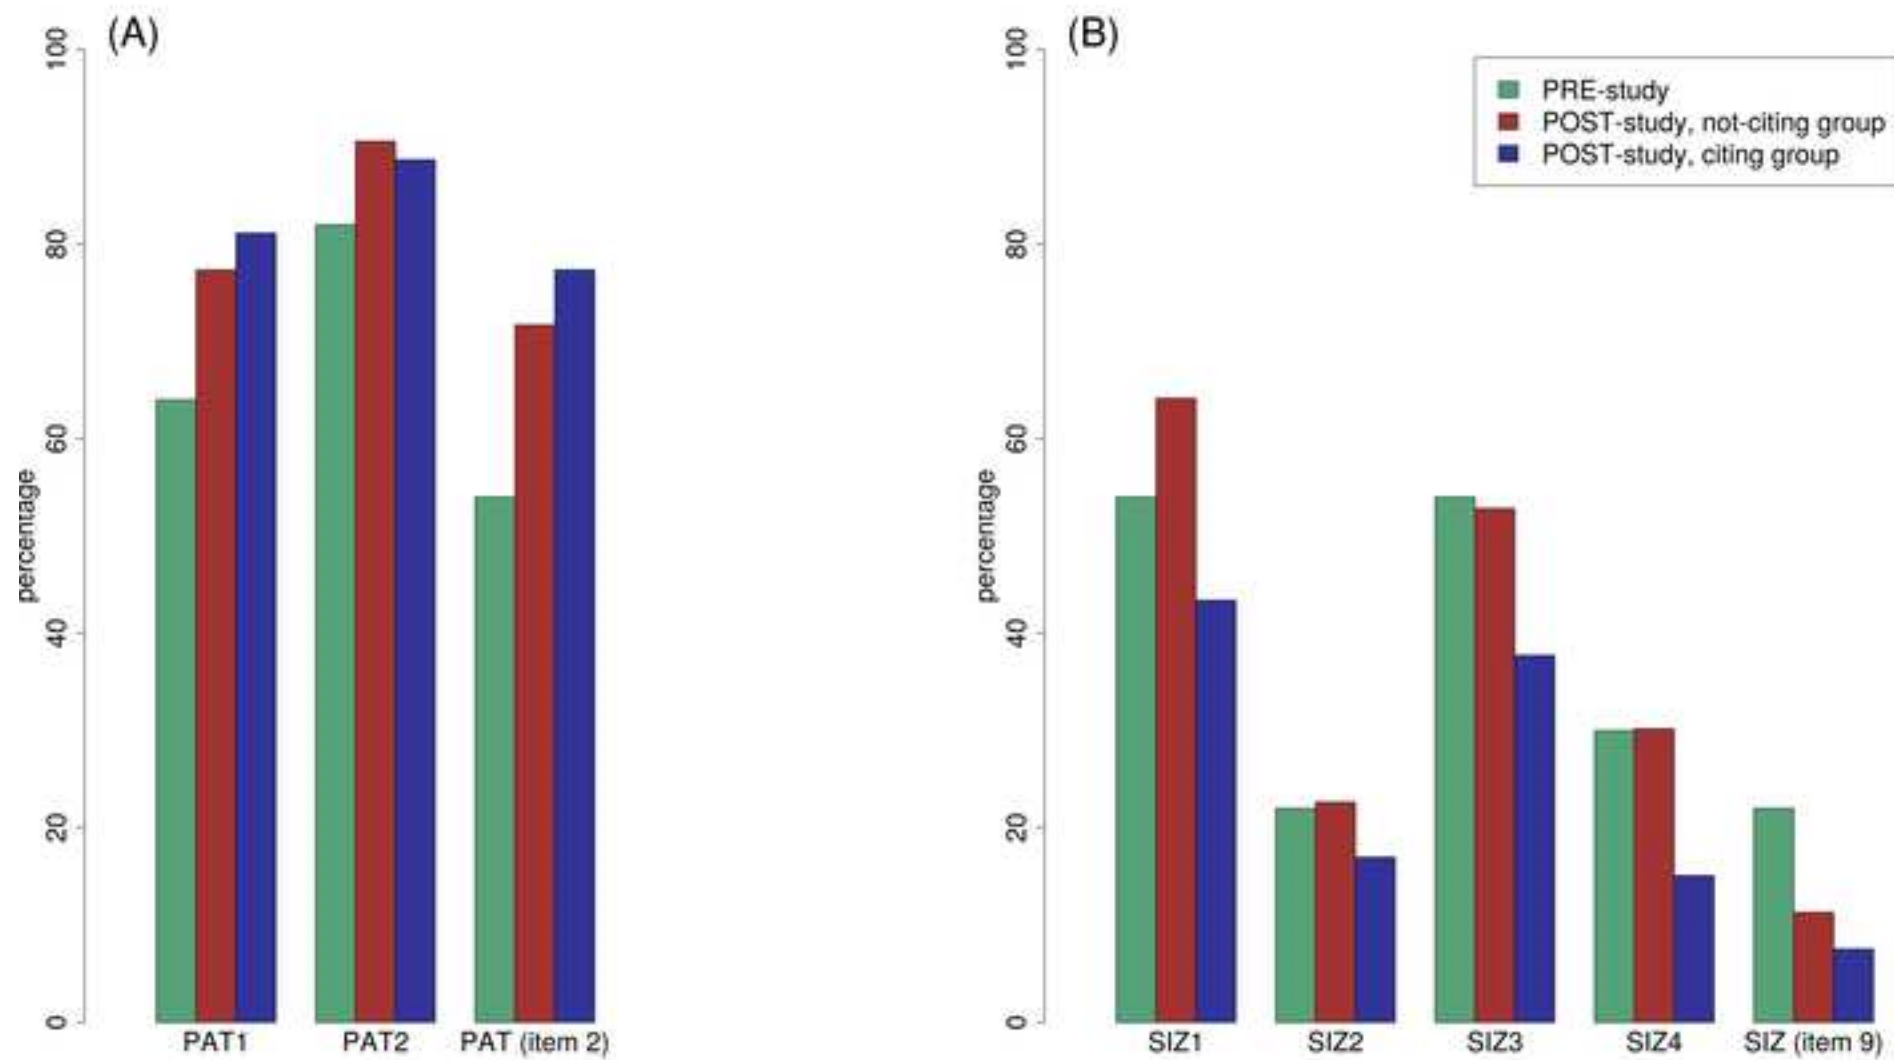 (A)
percentage
100
80
60
40
20
0
PAT1 PAT2 PAT (item 2)
(B)
PRE-study
POST-study, not-citing group
POST-study, citing group
percentage
100
80
60
40
20
0
SIZ1 SIZ2 SIZ3 SIZ4 SIZ (item 9)